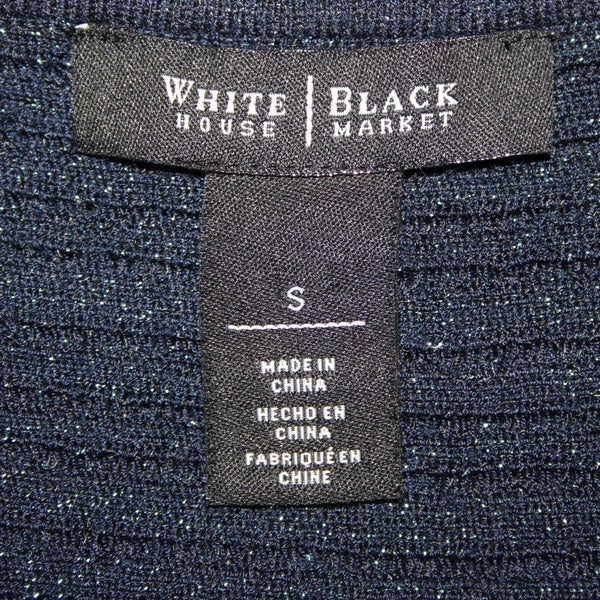 WHITE | BLACK
HOUSE | MARKET
S
MADE IN
CHINA
HECHO EN
CHINA
FABRIQUÉ EN
CHINE